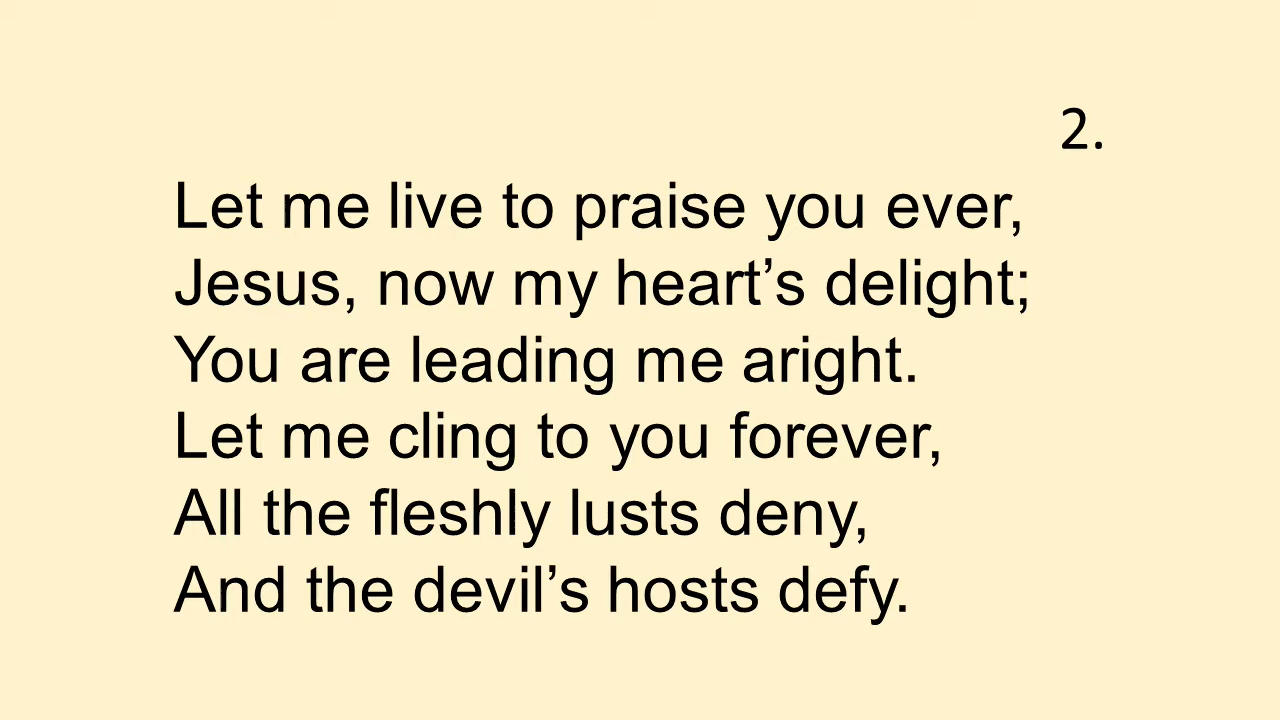 2.
Let me live to praise you ever,
Jesus, now my heart’s delight;
You are leading me aright.
Let me cling to you forever,
All the fleshly lusts deny,
And the devil’s hosts defy.